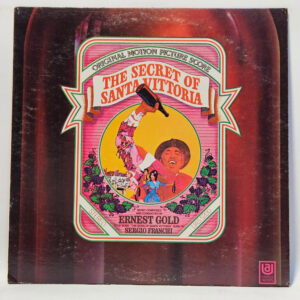 ORIGINAL MOTION PICTURE SCORE
THE SECRET OF
SANTA VITTORIA
ERNEST GOLD
SERGIO FRANCHI